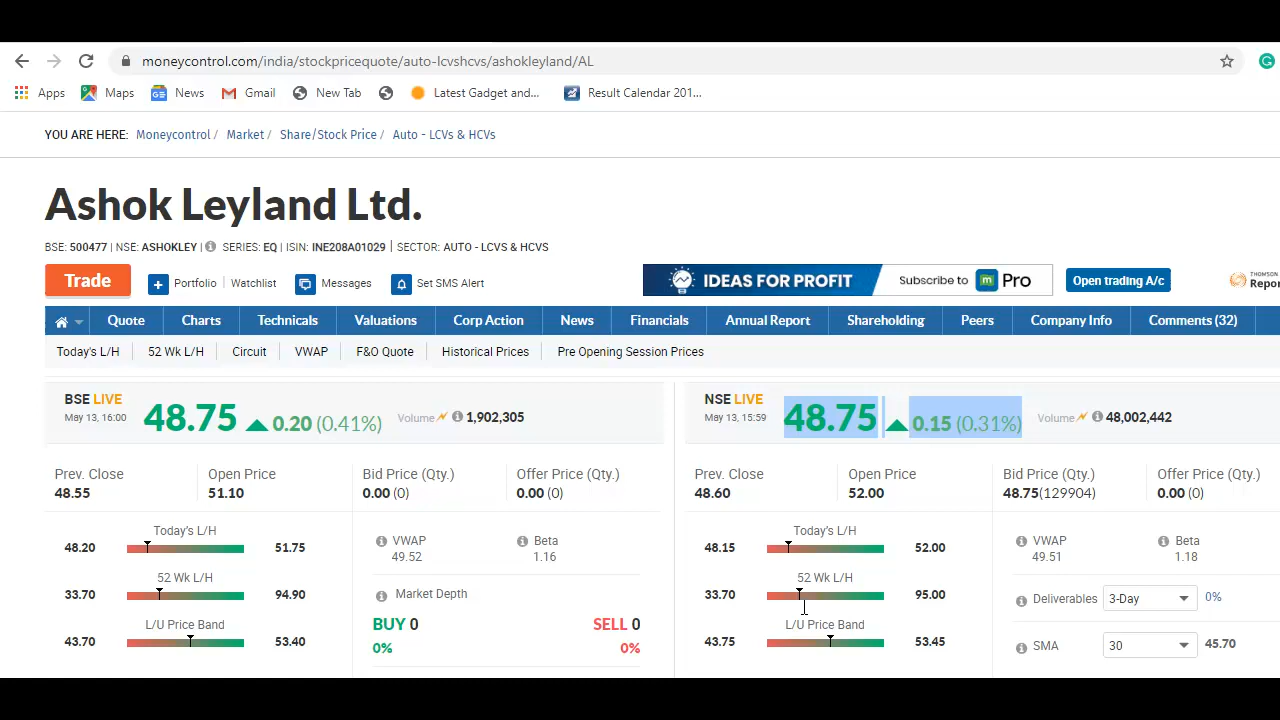 moneycontrol.com/india/stockpricequote/auto-lcvshcvs/ashokleyland/AL
Apps Maps News Gmail New Tab Latest Gadget and... Result Calendar 201...
YOU ARE HERE: Moneycontrol / Market / Share/Stock Price / Auto - LCVs & HCVs
Ashok Leyland Ltd.
BSE: 500477 | NSE: ASHOKLEY | SERIES: EQ | ISIN: INE208A01029 | SECTOR: AUTO - LCVS & HCVS
Trade + Portfolio Watchlist Messages Set SMS Alert IDEAS FOR PROFIT Subscribe to m Pro Open trading A/c
Quote Charts Technicals Valuations Corp Action News Financials Annual Report Shareholding Peers Company Info Comments (32)
Today's L/H 52 Wk L/H Circuit VWAP F&O Quote Historical Prices Pre Opening Session Prices
BSE LIVE
May 13, 16:00
48.75 0.20 (0.41%) Volume 1,902,305
Prev. Close Open Price Bid Price (Qty.) Offer Price (Qty.)
48.55 51.10 0.00 (0) 0.00 (0)
Today's L/H
48.20 51.75
52 Wk L/H
33.70 94.90
L/U Price Band
43.70 53.40
VWAP Beta
49.52 1.16
Market Depth
BUY 0 SELL 0
0% 0%
NSE LIVE
May 13, 15:59
48.75 0.15 (0.31%) Volume 48,002,442
Prev. Close Open Price Bid Price (Qty.) Offer Price (Qty.)
48.60 52.00 48.75(129904) 0.00 (0)
Today's L/H
48.15 52.00
52 Wk L/H
33.70 95.00
L/U Price Band
43.75 53.45
VWAP Beta
49.51 1.18
Deliverables 3-Day 0%
SMA 30 45.70